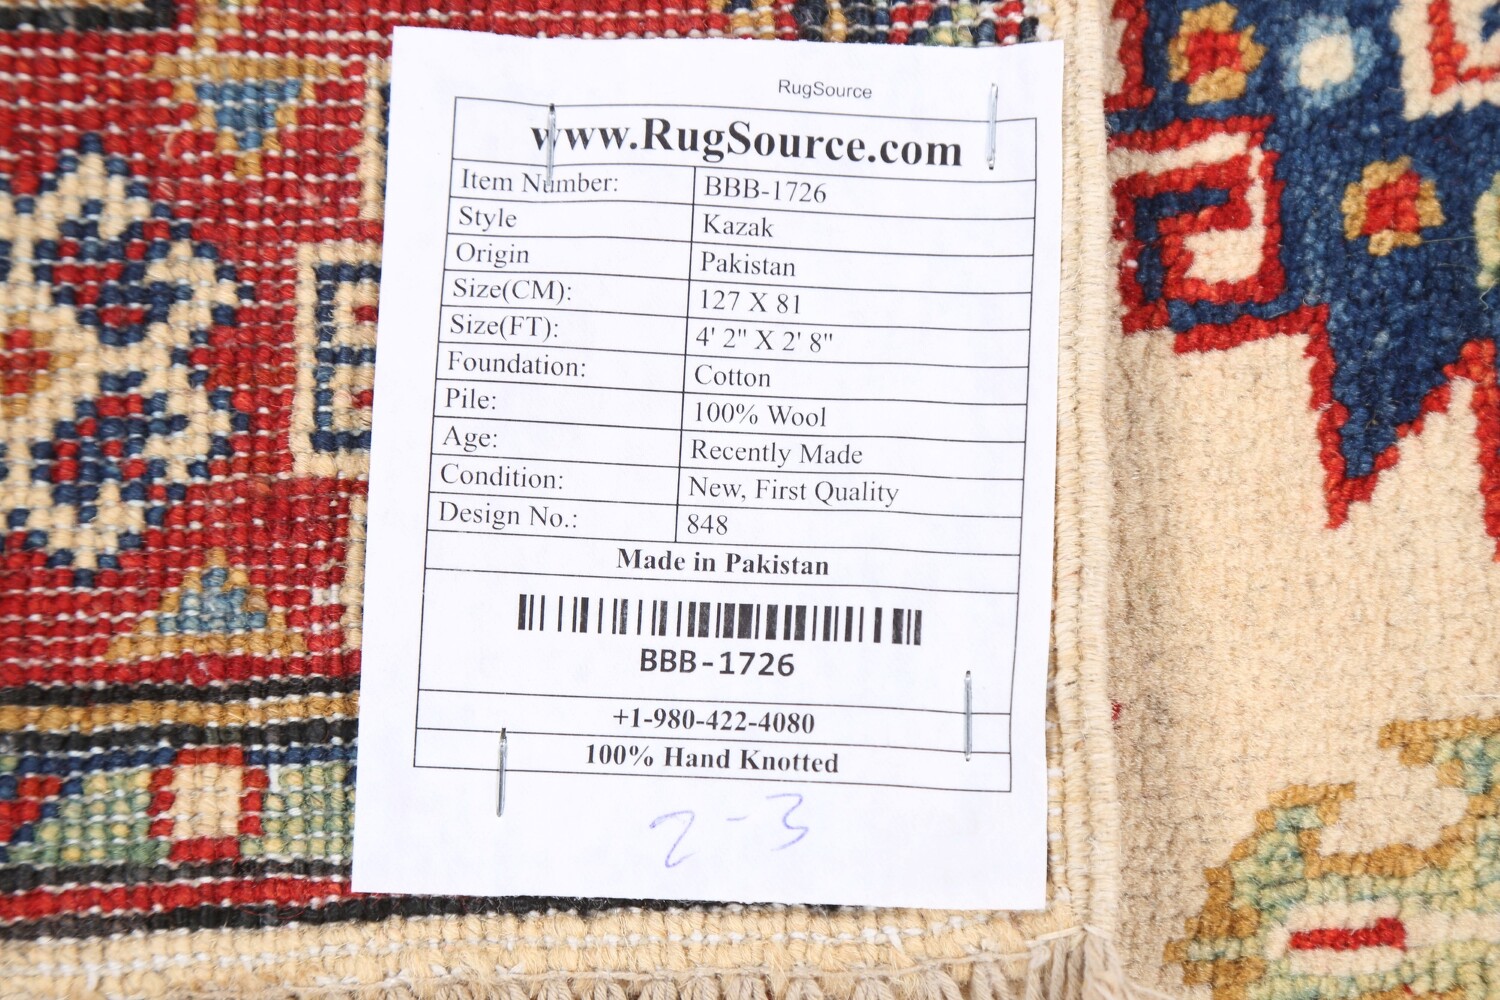 RugSource
www.RugSource.com
Item Number: BBB-1726
Style Kazak
Origin Pakistan
Size(CM): 127 X 81
Size(FT): 4' 2" X 2' 8"
Foundation: Cotton
Pile: 100% Wool
Age: Recently Made
Condition: New, First Quality
Design No.: 848
Made in Pakistan
BBB-1726
+1-980-422-4080
100% Hand Knotted
2-3